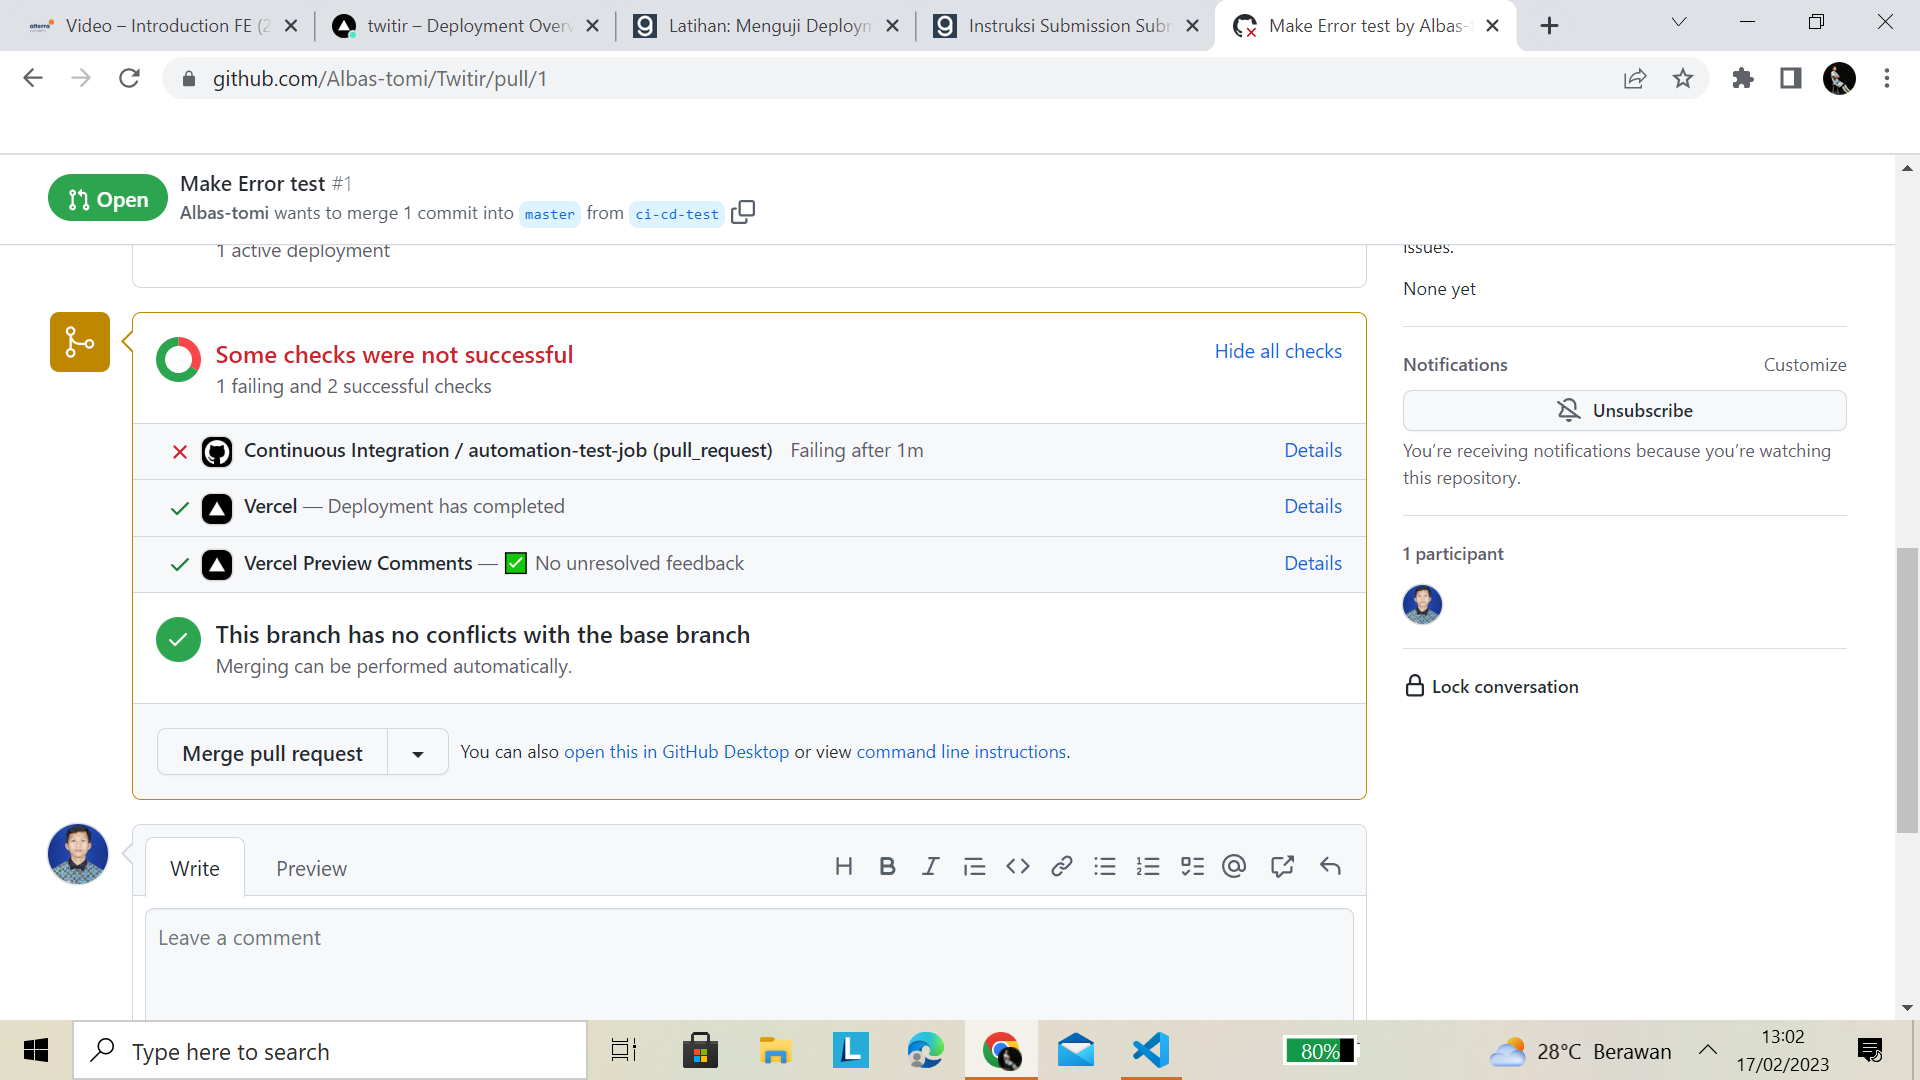 Video – Introduction FE (2
twitir – Deployment Overv
Latihan: Menguji Deploym
Instruksi Submission Subm
Make Error test by Albas-t
github.com/Albas-tomi/Twitir/pull/1
Open
Make Error test #1
Albas-tomi wants to merge 1 commit into master from ci-cd-test
1 active deployment
issues.
None yet
Some checks were not successful
Hide all checks
1 failing and 2 successful checks
Continuous Integration / automation-test-job (pull_request) Failing after 1m Details
Vercel — Deployment has completed Details
Vercel Preview Comments — ✅ No unresolved feedback Details
This branch has no conflicts with the base branch
Merging can be performed automatically.
Merge pull request
You can also open this in GitHub Desktop or view command line instructions.
Notifications Customize
Unsubscribe
You’re receiving notifications because you’re watching
this repository.
1 participant
Lock conversation
Write Preview
Leave a comment
Type here to search
80%
28°C Berawan
13:02
17/02/2023